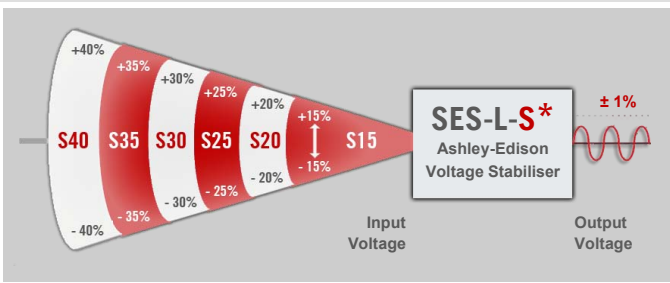 +40%
+35%
+30%
+25%
+20%
+15%
S40 S35 S30 S25 S20 S15
- 15%
- 20%
- 25%
- 30%
- 35%
- 40%
SES-L-S*
Ashley-Edison
Voltage Stabiliser
± 1%
Input
Voltage
Output
Voltage